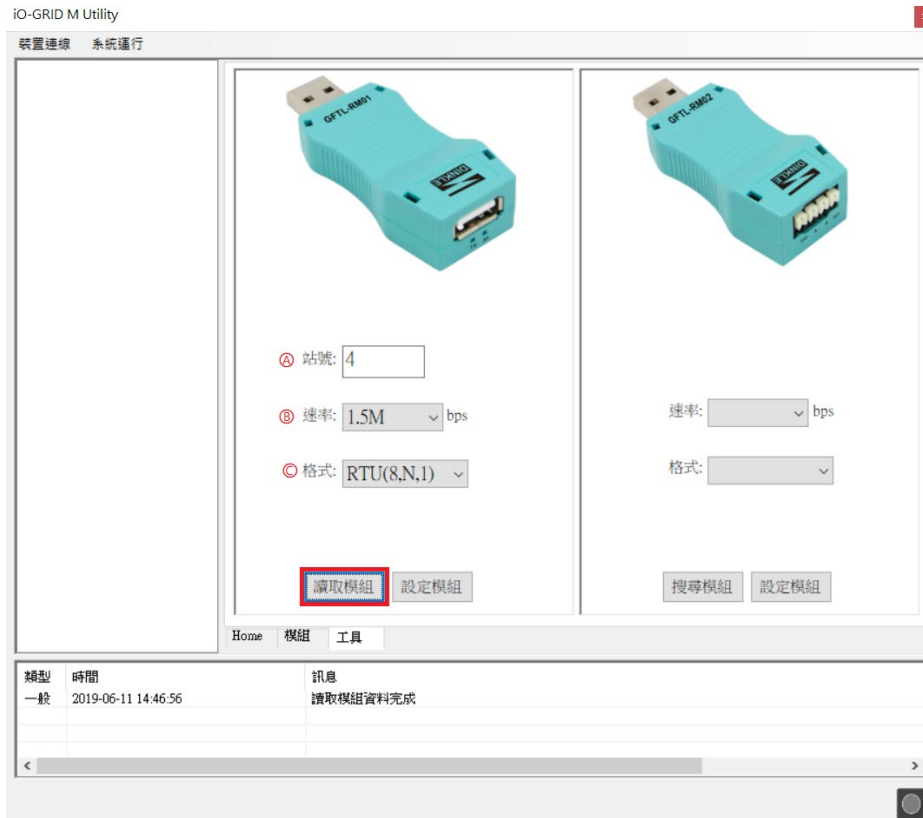 iO-GRID M Utility
裝置連線 系統運行
GFTL-RM01
DINKLE
GFTL-RM02
DINKLE
Ⓐ 站號: 4
Ⓑ 速率: 1.5M bps
Ⓒ 格式: RTU(8,N,1)
讀取模組 設定模組
速率: bps
格式:
搜尋模組 設定模組
Home 模組 工具
類型 時間 訊息
一般 2019-06-11 14:46:56 讀取模組資料完成